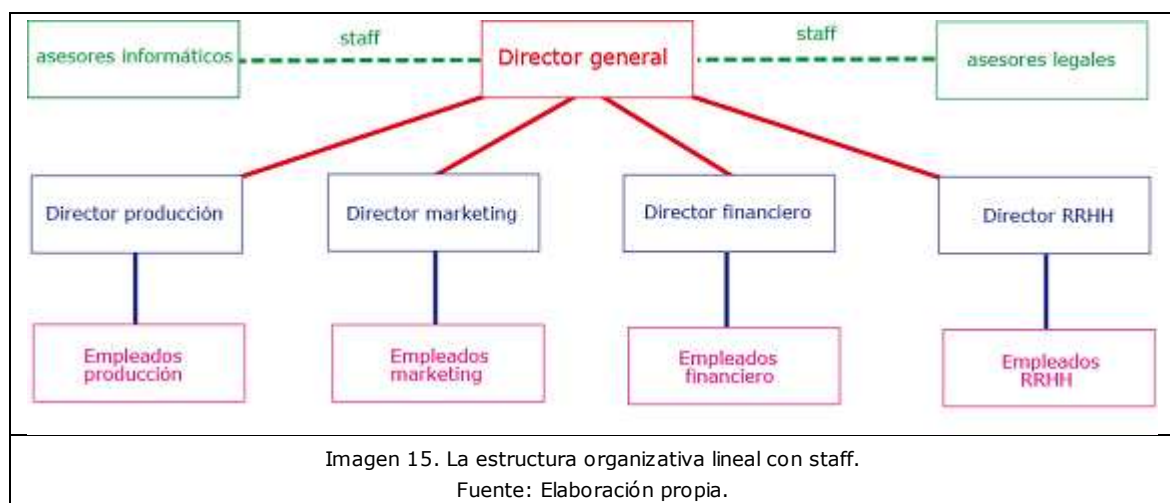 staff
staff
asesores informáticos
Director general
asesores legales
Director producción
Director marketing
Director financiero
Director RRHH
Empleados
producción
Empleados
marketing
Empleados
financiero
Empleados
RRHH
Imagen 15. La estructura organizativa lineal con staff.
Fuente: Elaboración propia.